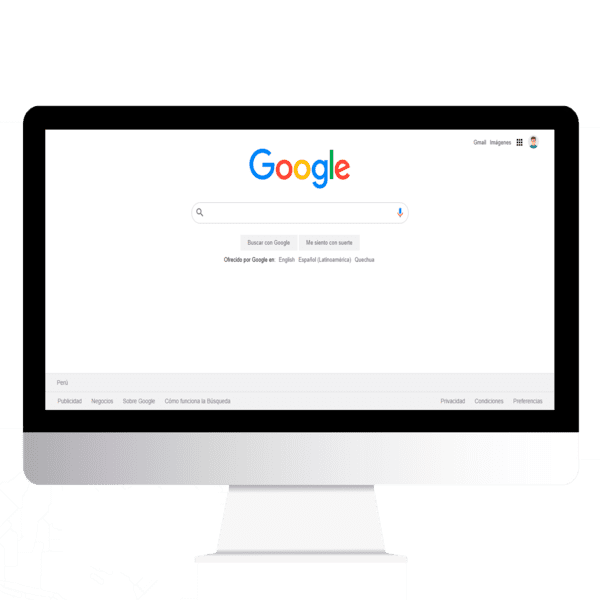 Gmail Imágenes
Google
Buscar con Google Me siento con suerte
Ofrecido por Google en: English Español (Latinoamérica) Quechua
Perú
Publicidad Negocios Sobre Google Cómo funciona la Búsqueda Privacidad Condiciones Preferencias